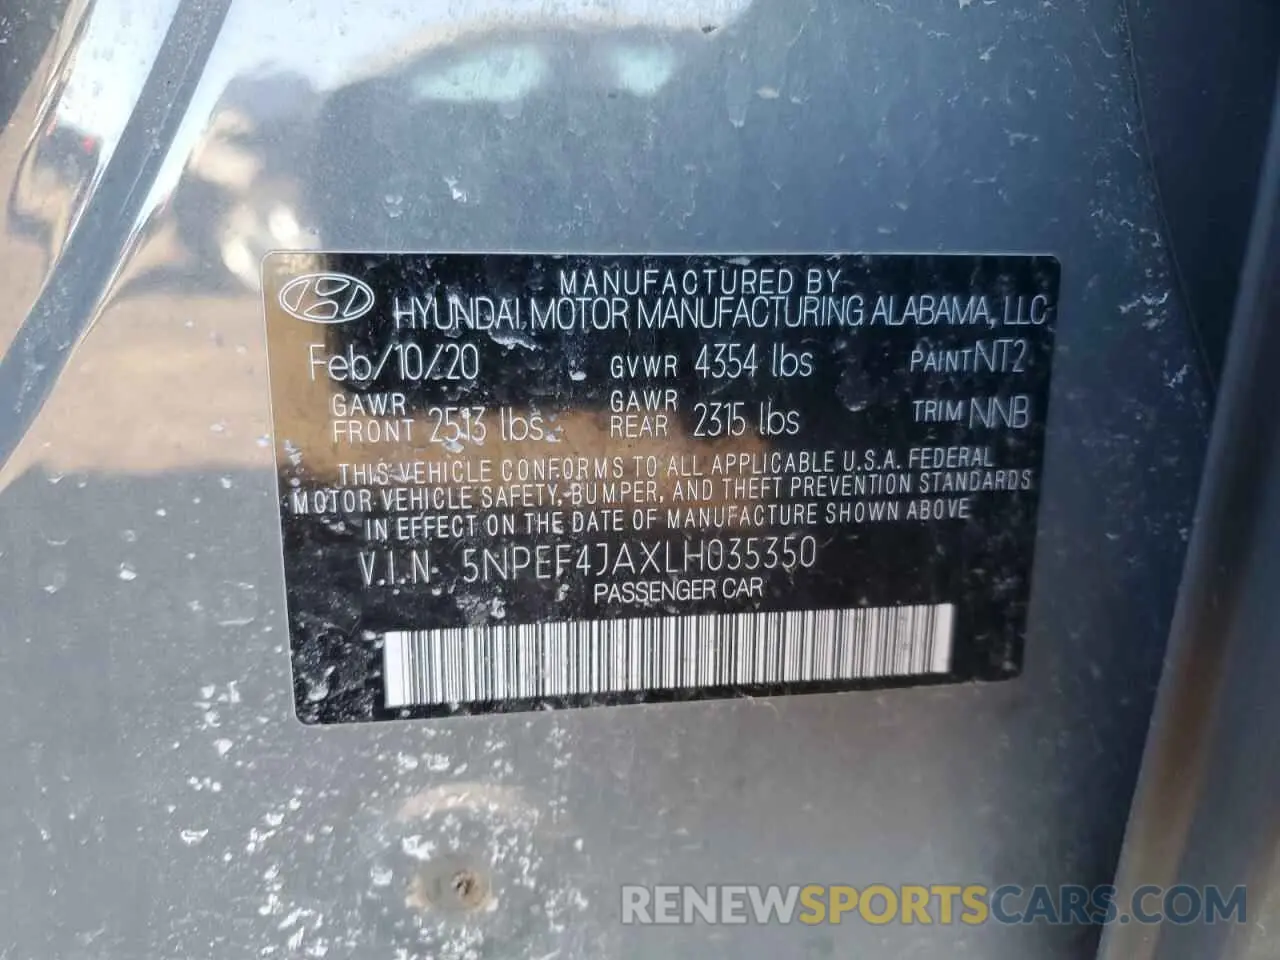 MANUFACTURED BY
HYUNDAI MOTOR MANUFACTURING ALABAMA, LLC
Feb/10/20 GVWR 4354 lbs PAINT NT2
GAWR FRONT 2513 lbs GAWR REAR 2315 lbs TRIM NNB
THIS VEHICLE CONFORMS TO ALL APPLICABLE U.S.A. FEDERAL
MOTOR VEHICLE SAFETY, BUMPER, AND THEFT PREVENTION STANDARDS
IN EFFECT ON THE DATE OF MANUFACTURE SHOWN ABOVE
V.I.N. 5NPEF4JAXLH035350
PASSENGER CAR
RENEWSPORTSCARS.COM